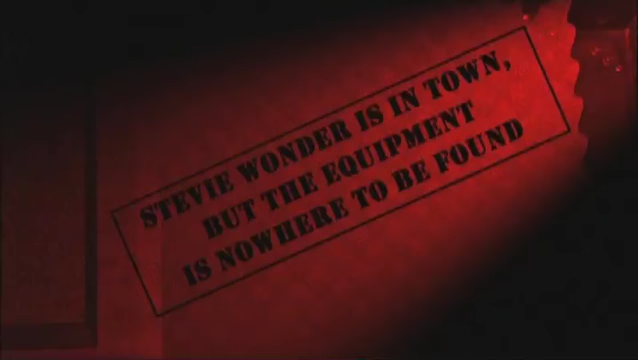 STEVIE WONDER IS IN TOWN,
BUT THE EQUIPMENT
IS NOWHERE TO BE FOUND